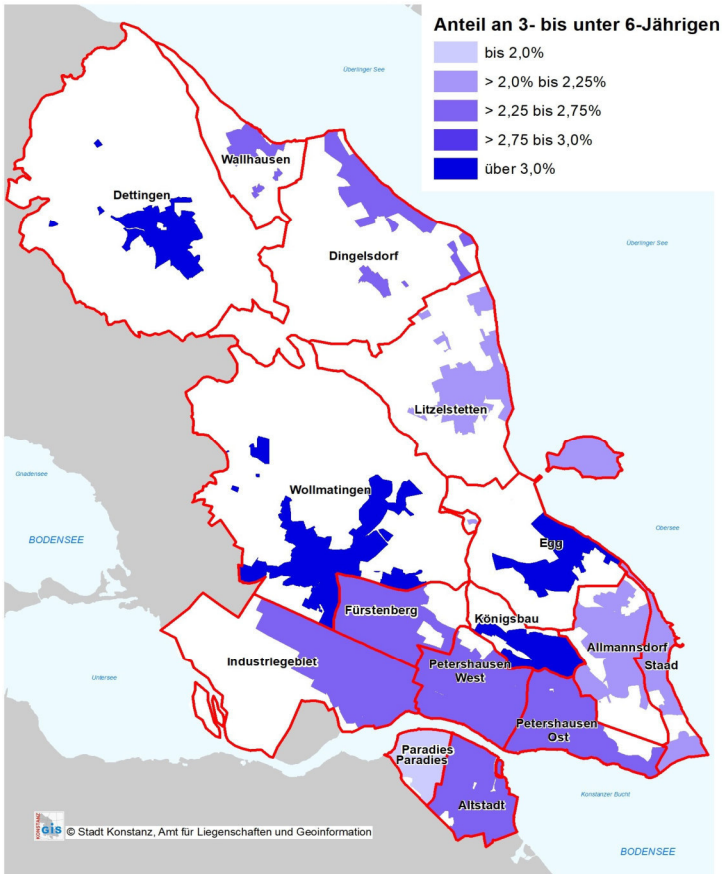 Anteil an 3- bis unter 6-Jährigen
bis 2,0%
> 2,0% bis 2,25%
> 2,25 bis 2,75%
> 2,75 bis 3,0%
über 3,0%
Überlinger See
Wallhausen
Dettingen
Überlinger See
Dingelsdorf
Litzelstetten
Gnadensee
Wollmatingen
Obersee
BODENSEE
Egg
Fürstenberg
Königsbau
Allmannsdorf
Industriegebiet
Petershausen
West
Staad
Untersee
Petershausen
Ost
Paradies
Paradies
Konstanzer Bucht
Altstadt
KONSTANZ
GIS
© Stadt Konstanz, Amt für Liegenschaften und Geoinformation
BODENSEE